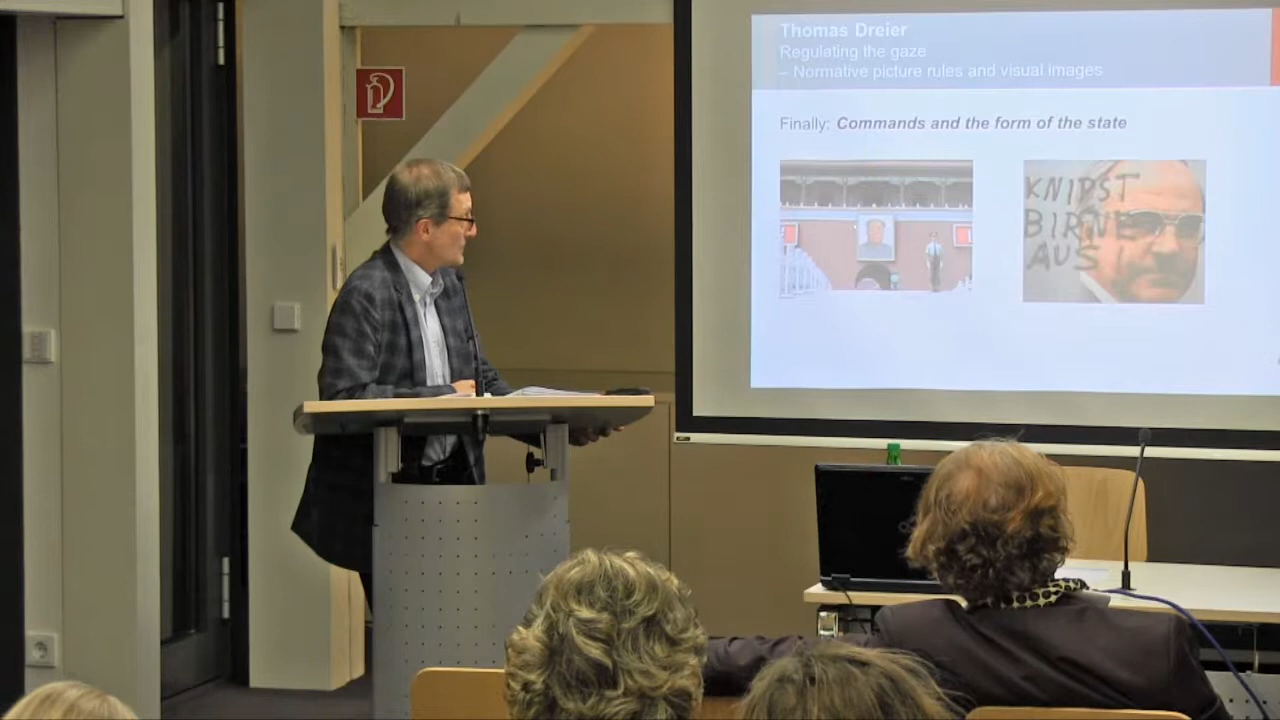 Thomas Dreier
Regulating the gaze
– Normative picture rules and visual images
Finally: Commands and the form of the state
KNIPST
BIRNE
AUS!